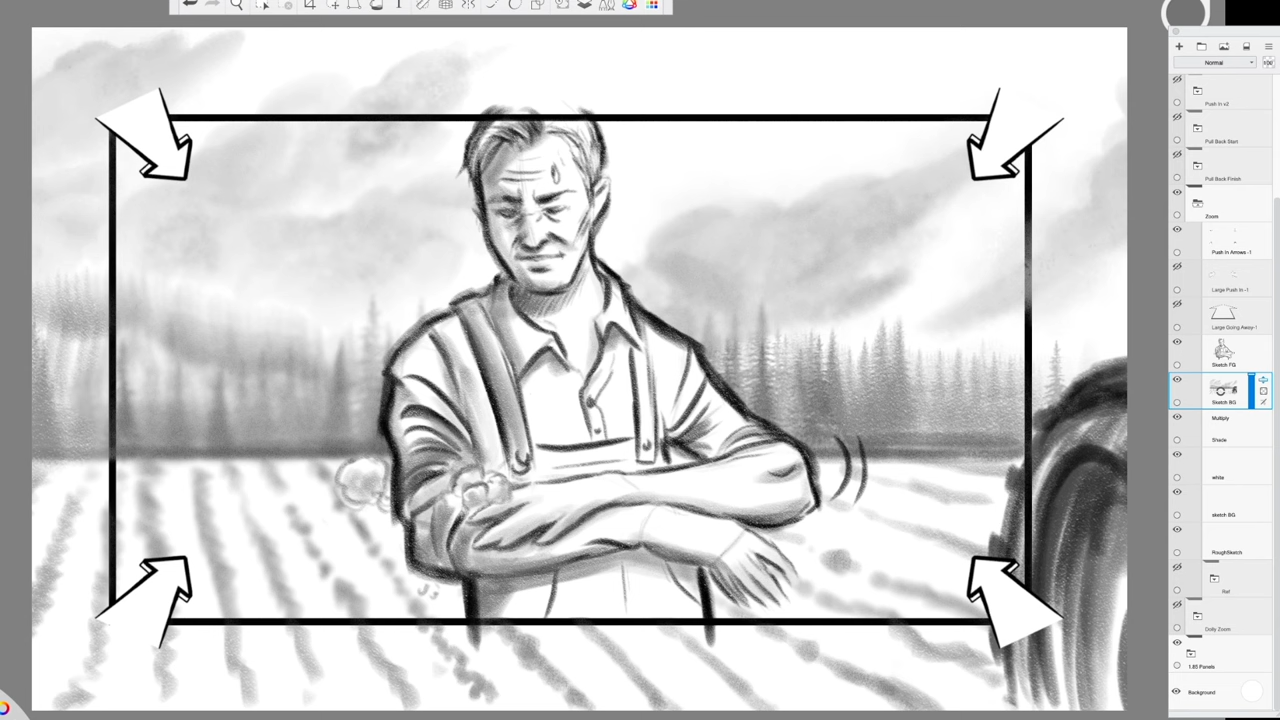 Normal
Push In v2
Pull Back Start
Pull Back Finish
Zoom
Push In Arrows -1
Large Push In -1
Large Going Away-1
Sketch FG
Sketch BG
Multiply
Shade
white
sketch BG
RoughSketch
Ref
Dolly Zoom
1.85 Panels
Background